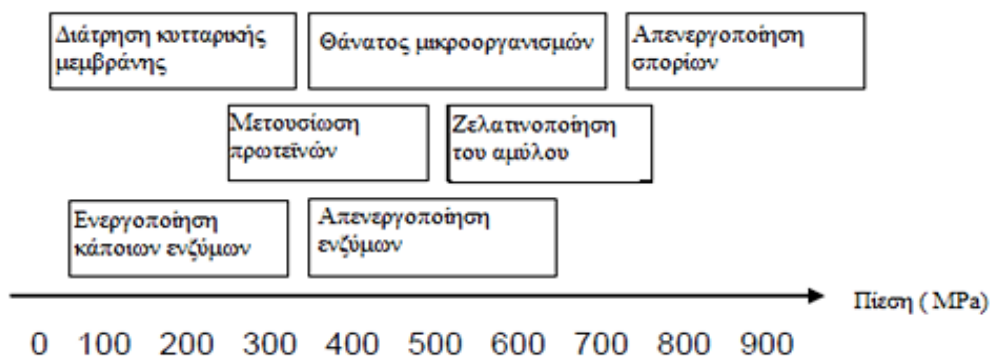 Διάτρηση κυτταρικής
μεμβράνης
Θάνατος μικροοργανισμών
Απενεργοποίηση
σπορίων
Μετουσίωση
πρωτεϊνών
Ζελατινοποίηση
του αμύλου
Ενεργοποίηση
κάποιων ενζύμων
Απενεργοποίηση
ενζύμων
Πίεση ( MPa)
0 100 200 300 400 500 600 700 800 900